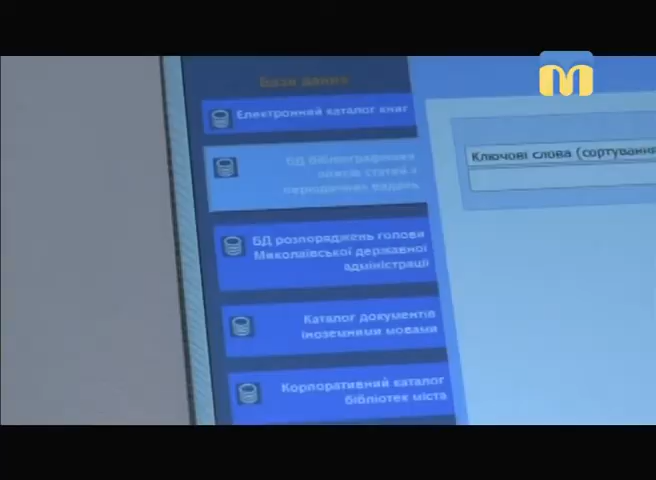 Бази даних
Електронний каталог книг
БД бібліографічних
описів статей з
періодичних видань
БД розпоряджень голови
Миколаївської державної
адміністрації
Каталог документів
іноземними мовами
Корпоративний каталог
бібліотек міста
Ключові слова (сортування